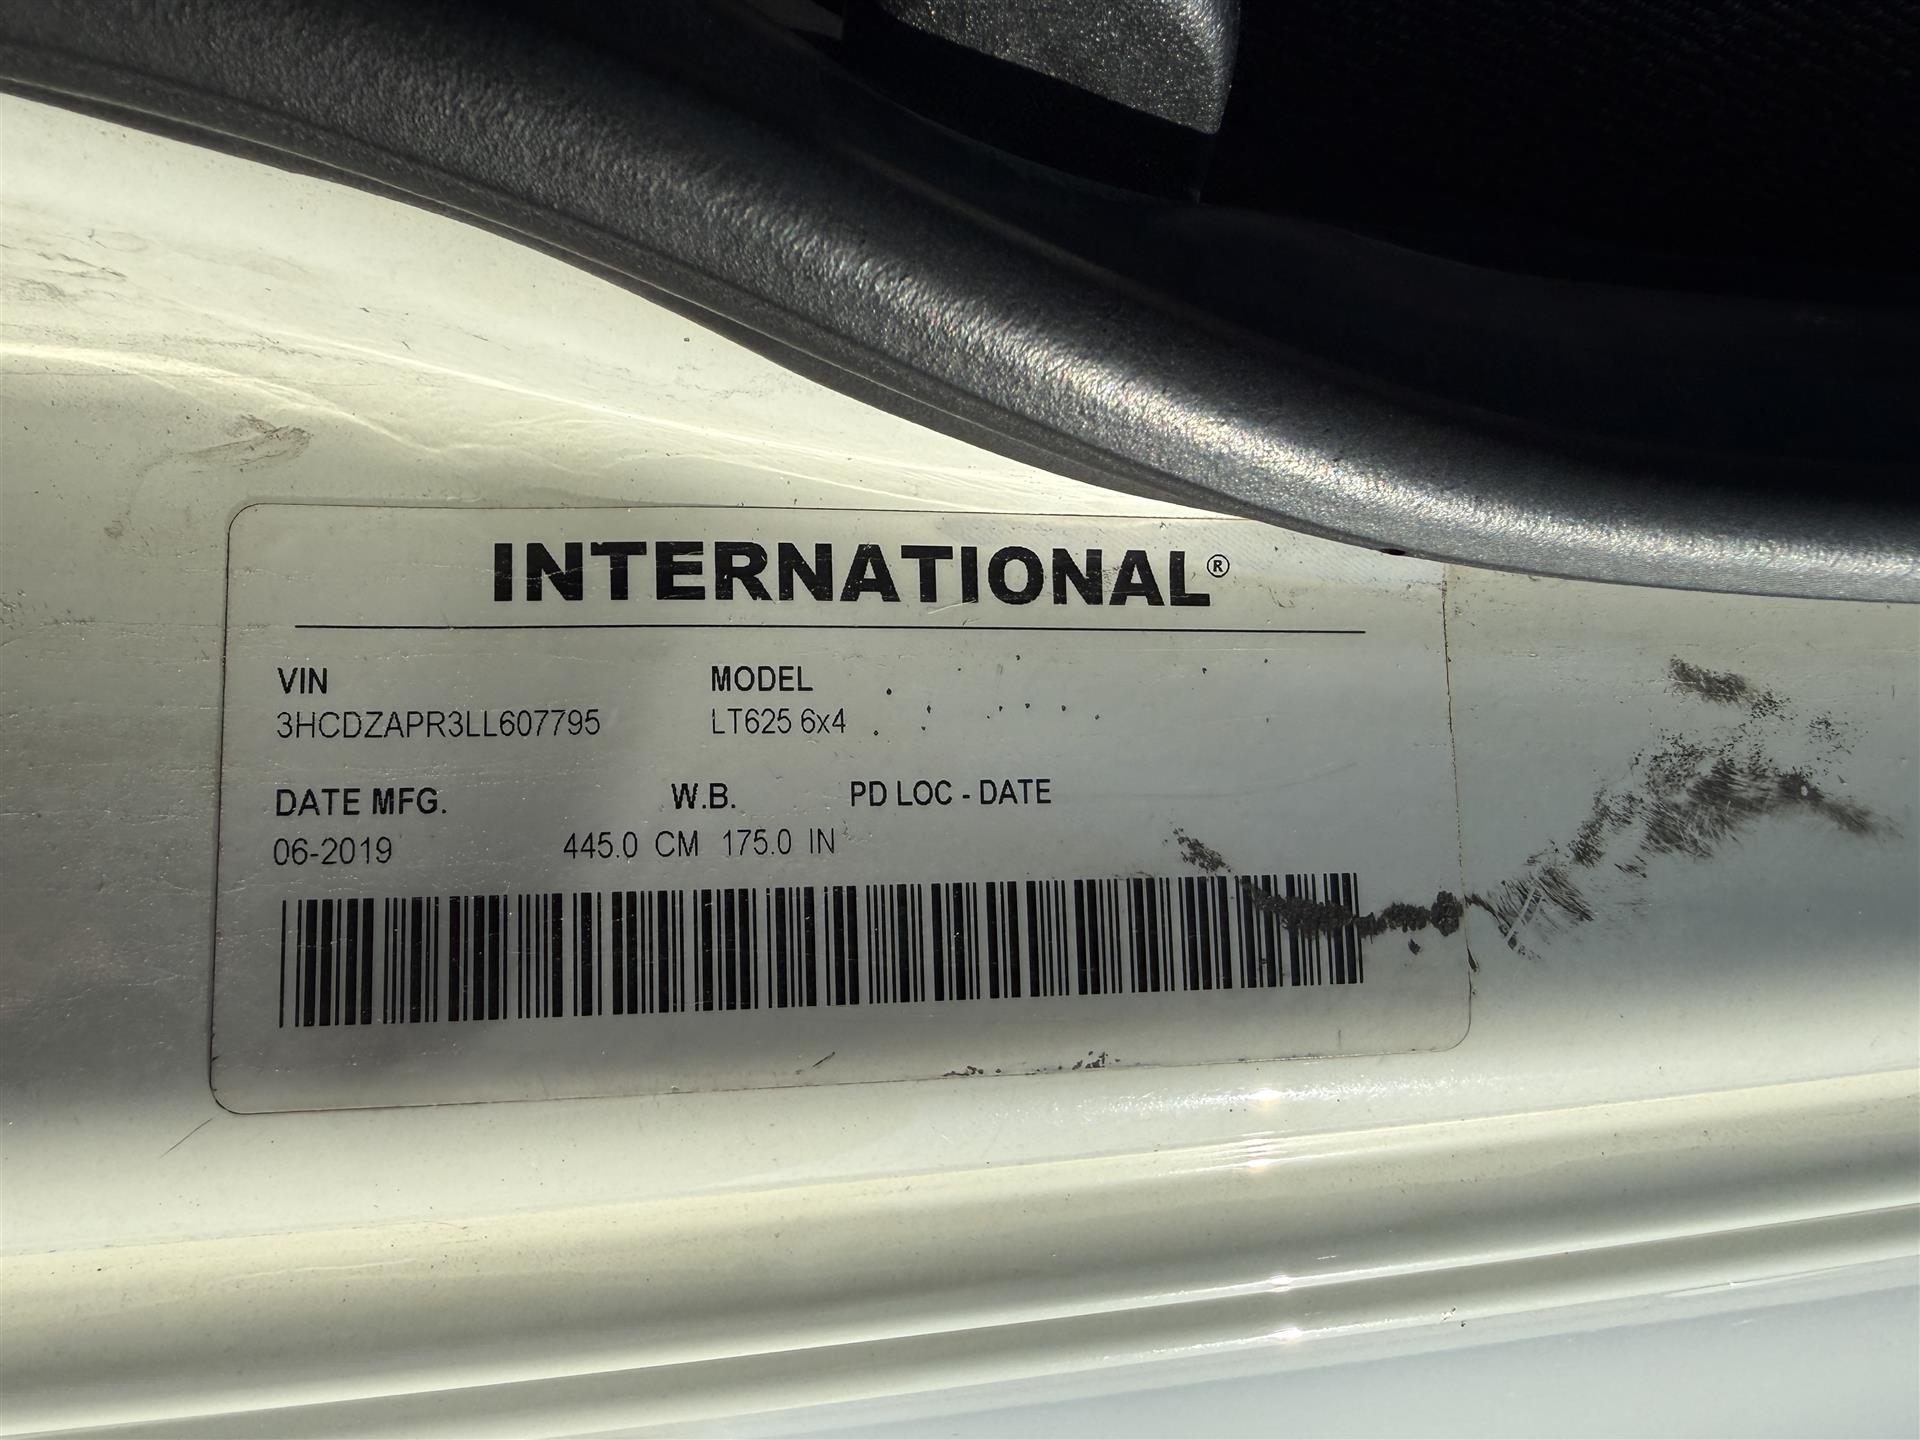 INTERNATIONAL®
VIN MODEL
3HCDZAPR3LL607795 LT625 6x4
DATE MFG. W.B. PD LOC - DATE
06-2019 445.0 CM 175.0 IN